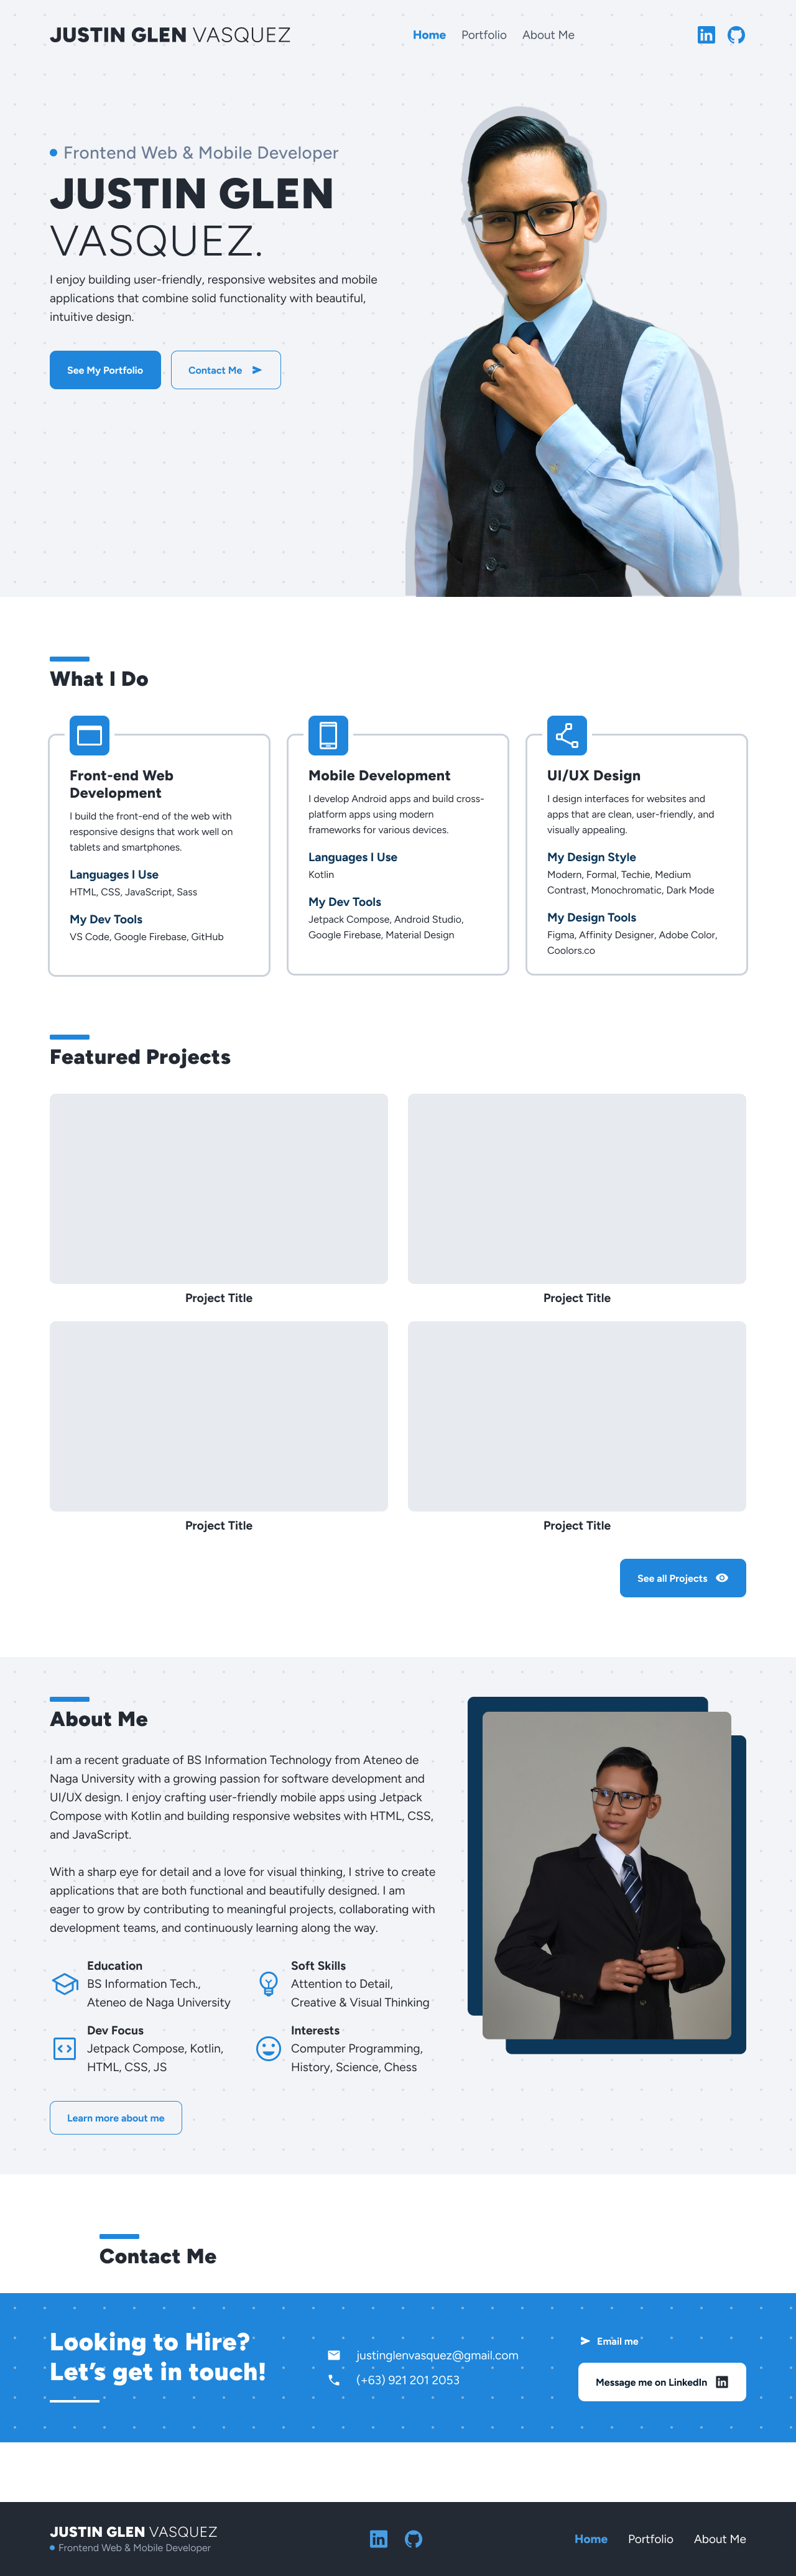 JUSTIN GLEN VASQUEZ
Home Portfolio About Me
Frontend Web & Mobile Developer
JUSTIN GLEN
VASQUEZ.
I enjoy building user-friendly, responsive websites and mobile
applications that combine solid functionality with beautiful,
intuitive design.
See My Portfolio
Contact Me
What I Do
Front-end Web
Development
I build the front-end of the web with
responsive designs that work well on
tablets and smartphones.
Languages I Use
HTML, CSS, JavaScript, Sass
My Dev Tools
VS Code, Google Firebase, GitHub
Mobile Development
I develop Android apps and build cross-
platform apps using modern
frameworks for various devices.
Languages I Use
Kotlin
My Dev Tools
Jetpack Compose, Android Studio,
Google Firebase, Material Design
UI/UX Design
I design interfaces for websites and
apps that are clean, user-friendly, and
visually appealing.
My Design Style
Modern, Formal, Techie, Medium
Contrast, Monochromatic, Dark Mode
My Design Tools
Figma, Affinity Designer, Adobe Color,
Coolors.co
Featured Projects
Project Title
Project Title
Project Title
Project Title
See all Projects
About Me
I am a recent graduate of BS Information Technology from Ateneo de
Naga University with a growing passion for software development and
UI/UX design. I enjoy crafting user-friendly mobile apps using Jetpack
Compose with Kotlin and building responsive websites with HTML, CSS,
and JavaScript.
With a sharp eye for detail and a love for visual thinking, I strive to create
applications that are both functional and beautifully designed. I am
eager to grow by contributing to meaningful projects, collaborating with
development teams, and continuously learning along the way.
Education
BS Information Tech.,
Ateneo de Naga University
Soft Skills
Attention to Detail,
Creative & Visual Thinking
Dev Focus
Jetpack Compose, Kotlin,
HTML, CSS, JS
Interests
Computer Programming,
History, Science, Chess
Learn more about me
Contact Me
Looking to Hire?
Let's get in touch!
justinglenvasquez@gmail.com
(+63) 921 201 2053
Email me
Message me on LinkedIn
JUSTIN GLEN VASQUEZ
Frontend Web & Mobile Developer
Home Portfolio About Me